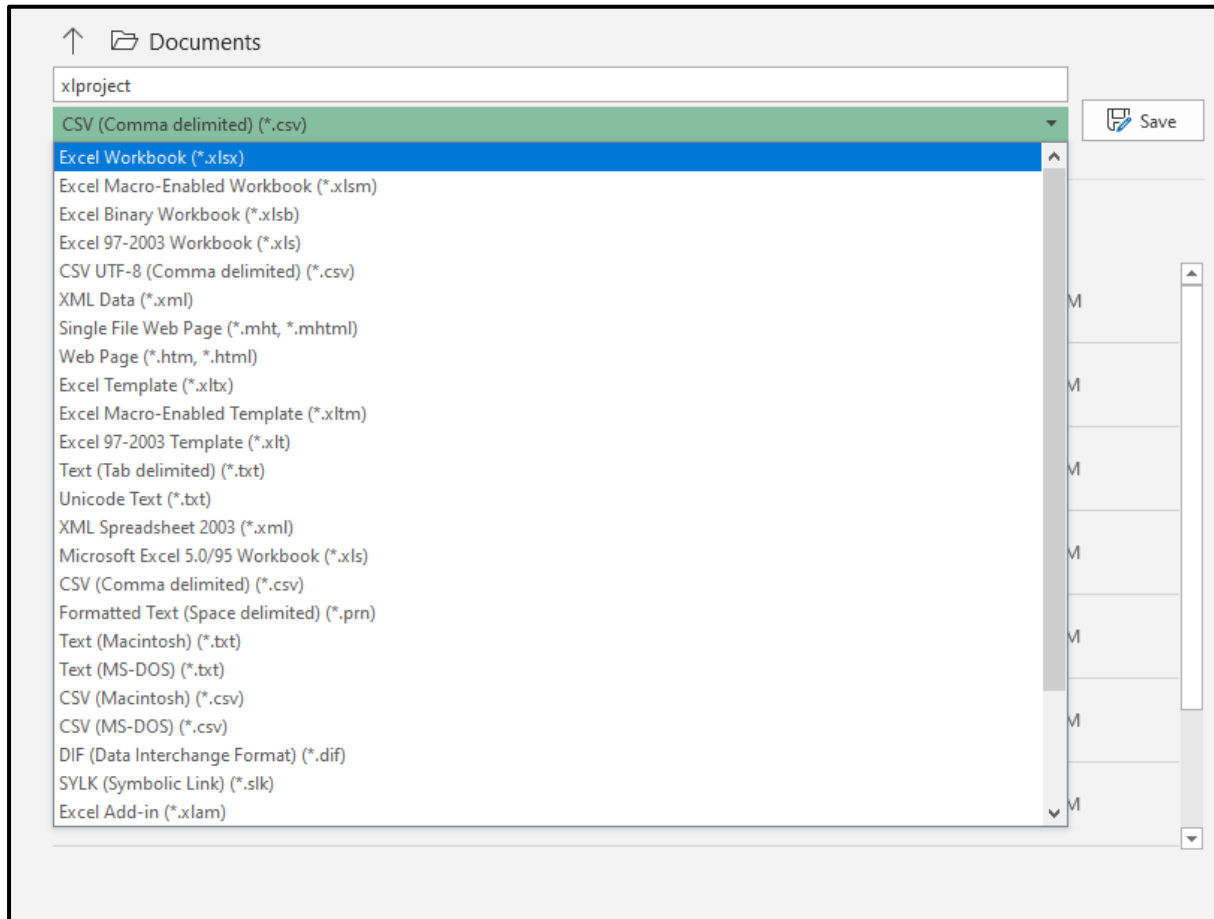 Documents
xlproject
CSV (Comma delimited) (*.csv)
Save
Excel Workbook (*.xlsx)
Excel Macro-Enabled Workbook (*.xlsm)
Excel Binary Workbook (*.xlsb)
Excel 97-2003 Workbook (*.xls)
CSV UTF-8 (Comma delimited) (*.csv)
XML Data (*.xml)
M
Single File Web Page (*.mht, *.mhtml)
Web Page (*.htm, *.html)
Excel Template (*.xltx)
M
Excel Macro-Enabled Template (*.xltm)
Excel 97-2003 Template (*.xlt)
Text (Tab delimited) (*.txt)
M
Unicode Text (*.txt)
XML Spreadsheet 2003 (*.xml)
Microsoft Excel 5.0/95 Workbook (*.xls)
M
CSV (Comma delimited) (*.csv)
Formatted Text (Space delimited) (*.prn)
Text (Macintosh) (*.txt)
M
Text (MS-DOS) (*.txt)
CSV (Macintosh) (*.csv)
CSV (MS-DOS) (*.csv)
M
DIF (Data Interchange Format) (*.dif)
SYLK (Symbolic Link) (*.slk)
Excel Add-in (*.xlam)
M